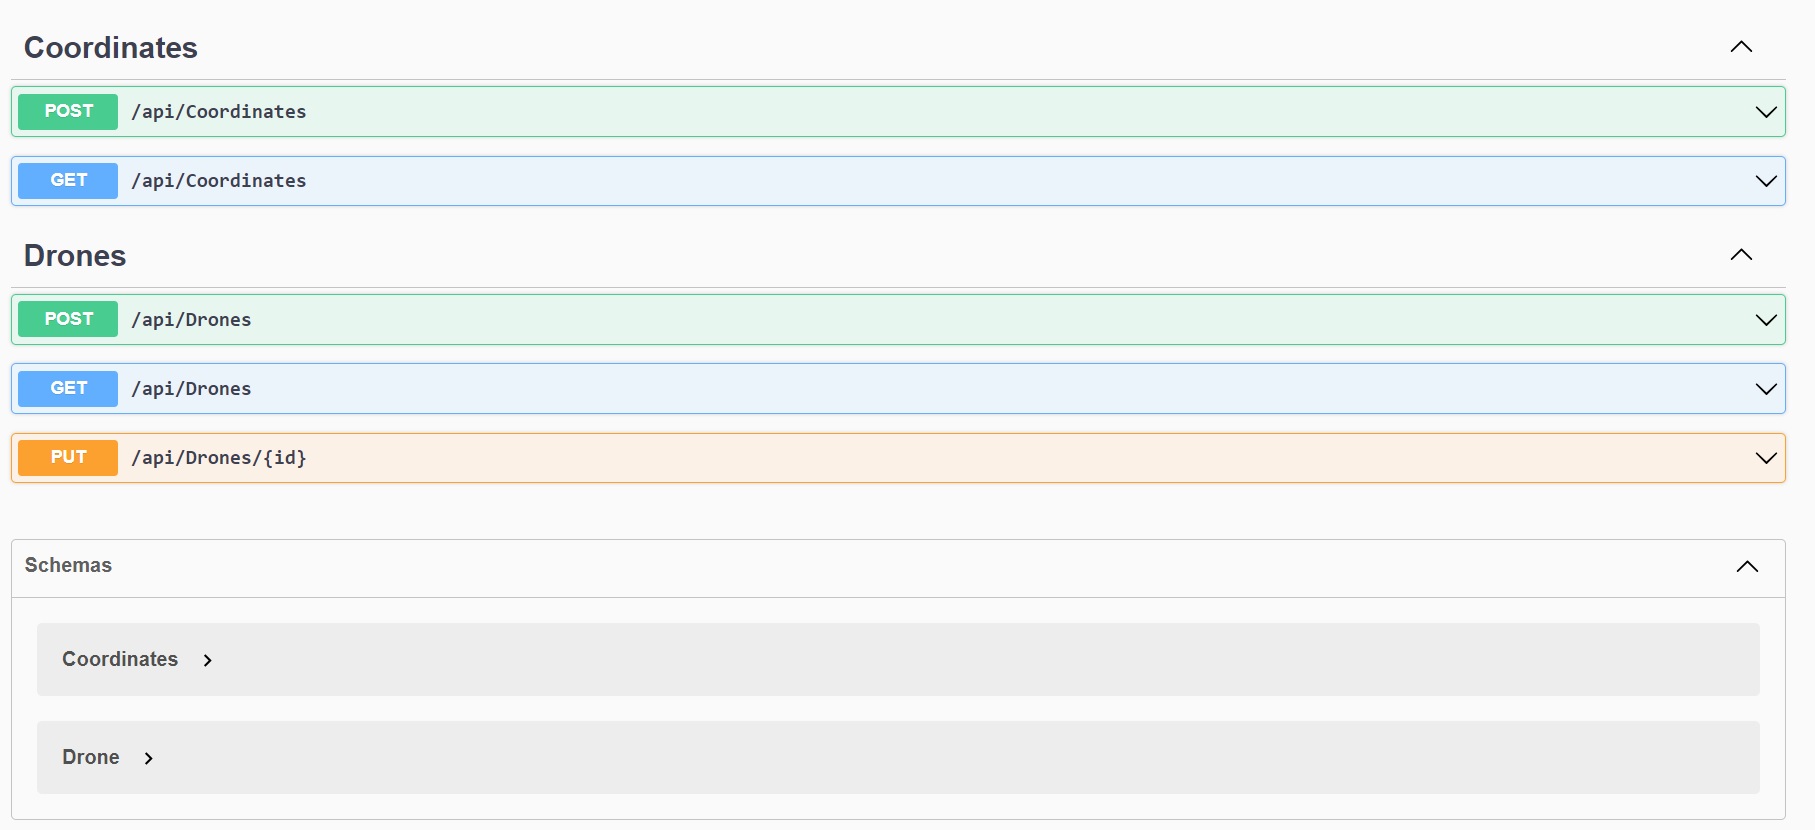 Coordinates
POST /api/Coordinates
GET /api/Coordinates
Drones
POST /api/Drones
GET /api/Drones
PUT /api/Drones/{id}
Schemas
Coordinates
Drone